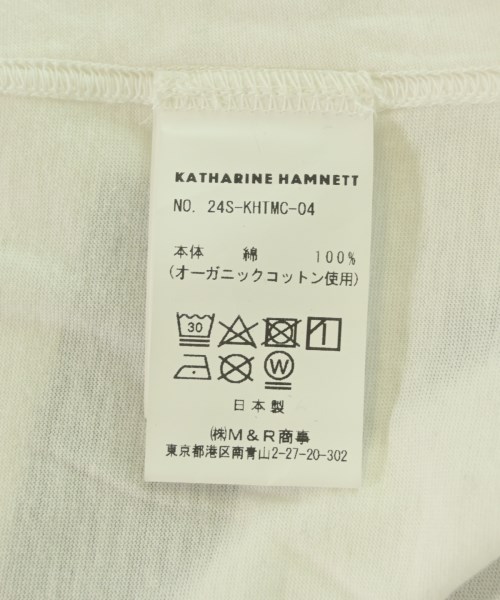 KATHARINE HAMNETT
NO. 24S-KHTMC-04
本体 綿 100%
(オーガニックコットン使用)
30
W
日本製
㈱M&R商事
東京都港区南青山2-27-20-302